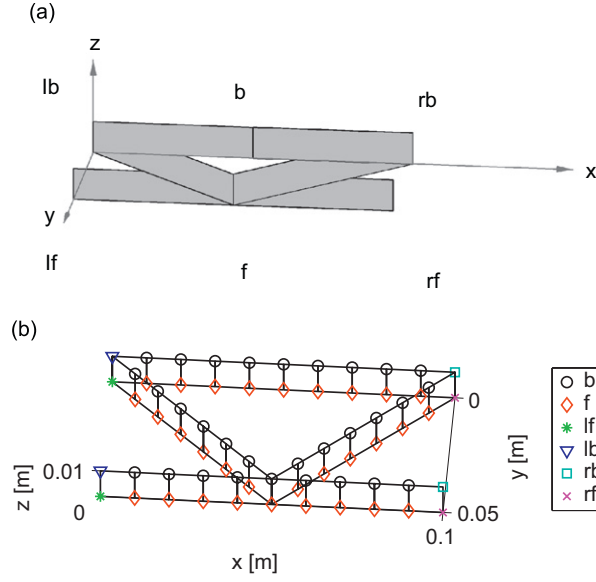 (a)
z
lb
b
rb
x
y
lf
f
rf
(b)
b
f
lf
lb
rb
rf
0
y [m]
z [m]
0.01
0
0.05
0.1
x [m]